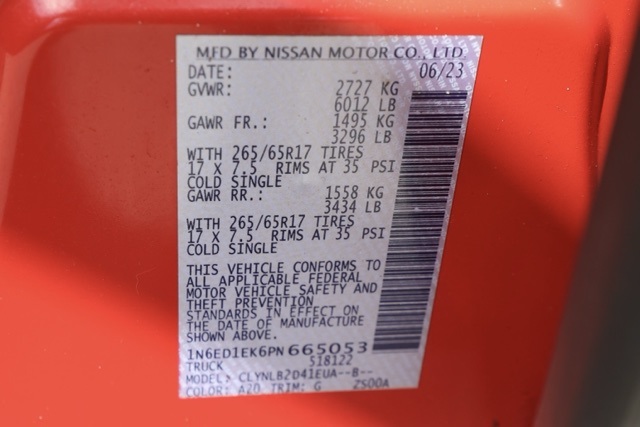 MFD BY NISSAN MOTOR CO., LTD
DATE: 06/23
GVWR: 2727 KG
6012 LB
GAWR FR.: 1495 KG
3296 LB
WITH 265/65R17 TIRES
17 X 7.5 RIMS AT 35 PSI
COLD SINGLE
GAWR RR.: 1558 KG
3434 LB
WITH 265/65R17 TIRES
17 X 7.5 RIMS AT 35 PSI
COLD SINGLE
THIS VEHICLE CONFORMS TO
ALL APPLICABLE FEDERAL
MOTOR VEHICLE SAFETY AND
THEFT PREVENTION
STANDARDS IN EFFECT ON
THE DATE OF MANUFACTURE
SHOWN ABOVE.
1N6ED1EK6PN665053
TRUCK 518122
MODEL: CLYNLB2D41EUA--B--
COLOR: A20 TRIM: G ZS00A